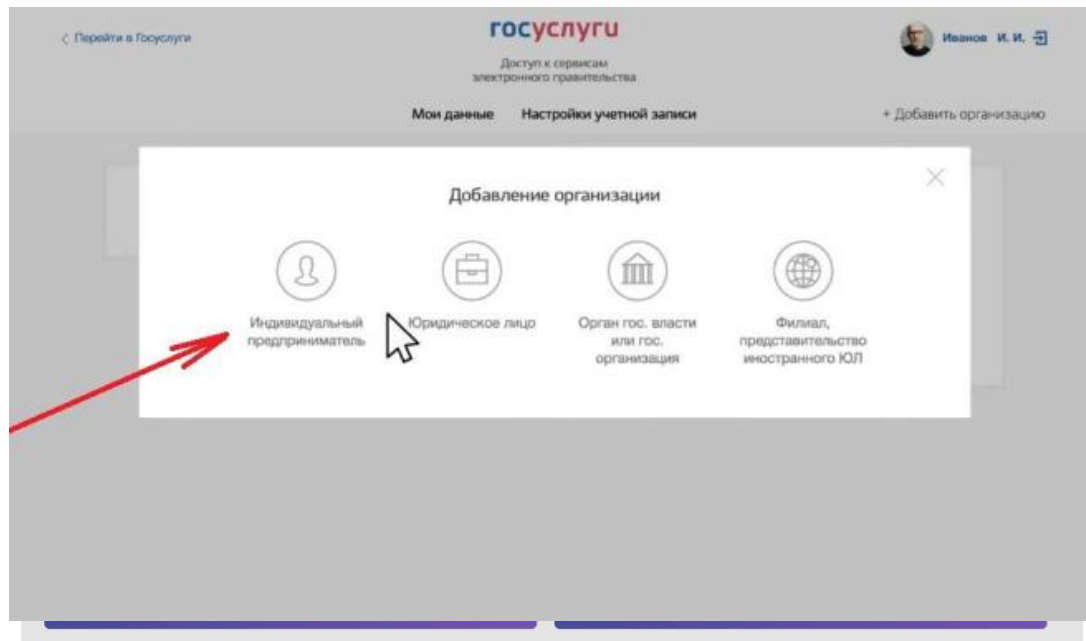 Перейти в Госуслуги
госуслуги
Иванов И. И.
Доступ к сервисам
электронного правительства
Мои данные Настройки учетной записи + Добавить организацию
Добавление организации
Индивидуальный
предприниматель
Юридическое лицо
Орган гос. власти
или гос.
организация
Филиал,
представительство
иностранного ЮЛ